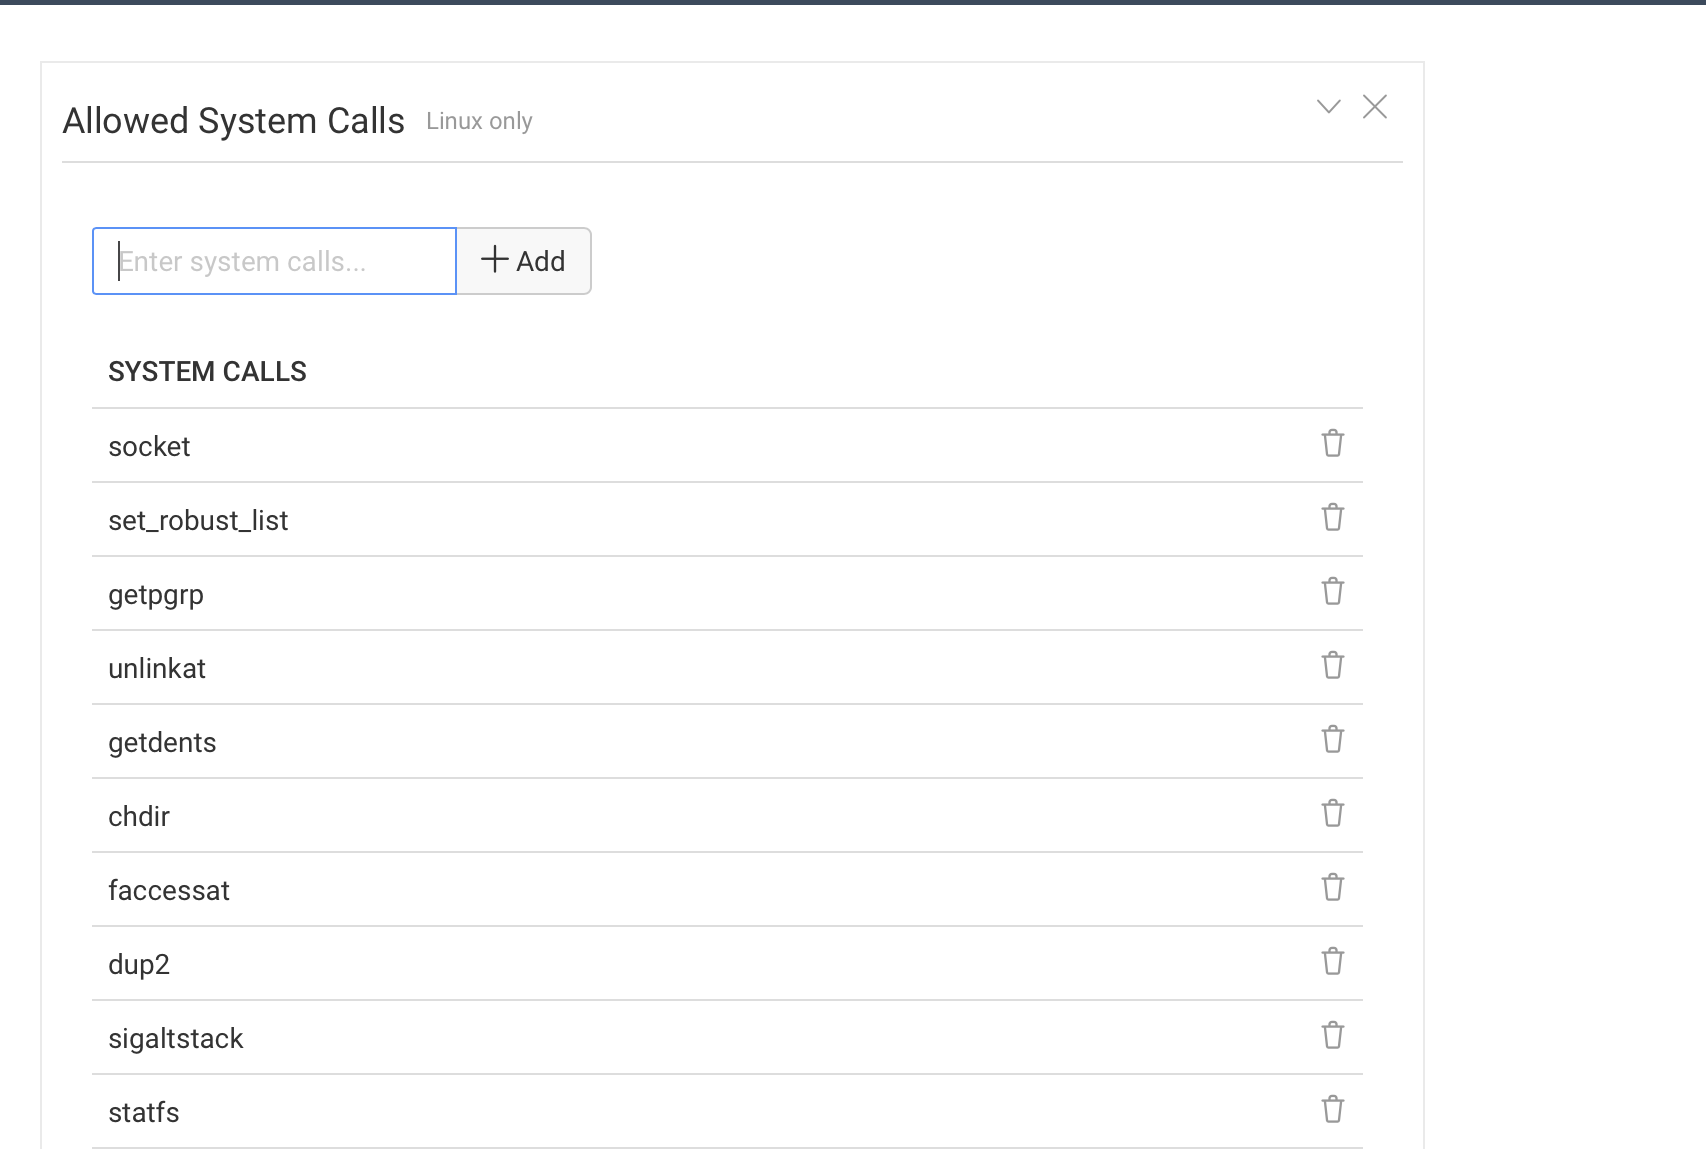 Allowed System Calls Linux only
Enter system calls...
Add
SYSTEM CALLS
socket
set_robust_list
getpgrp
unlinkat
getdents
chdir
faccessat
dup2
sigaltstack
statfs